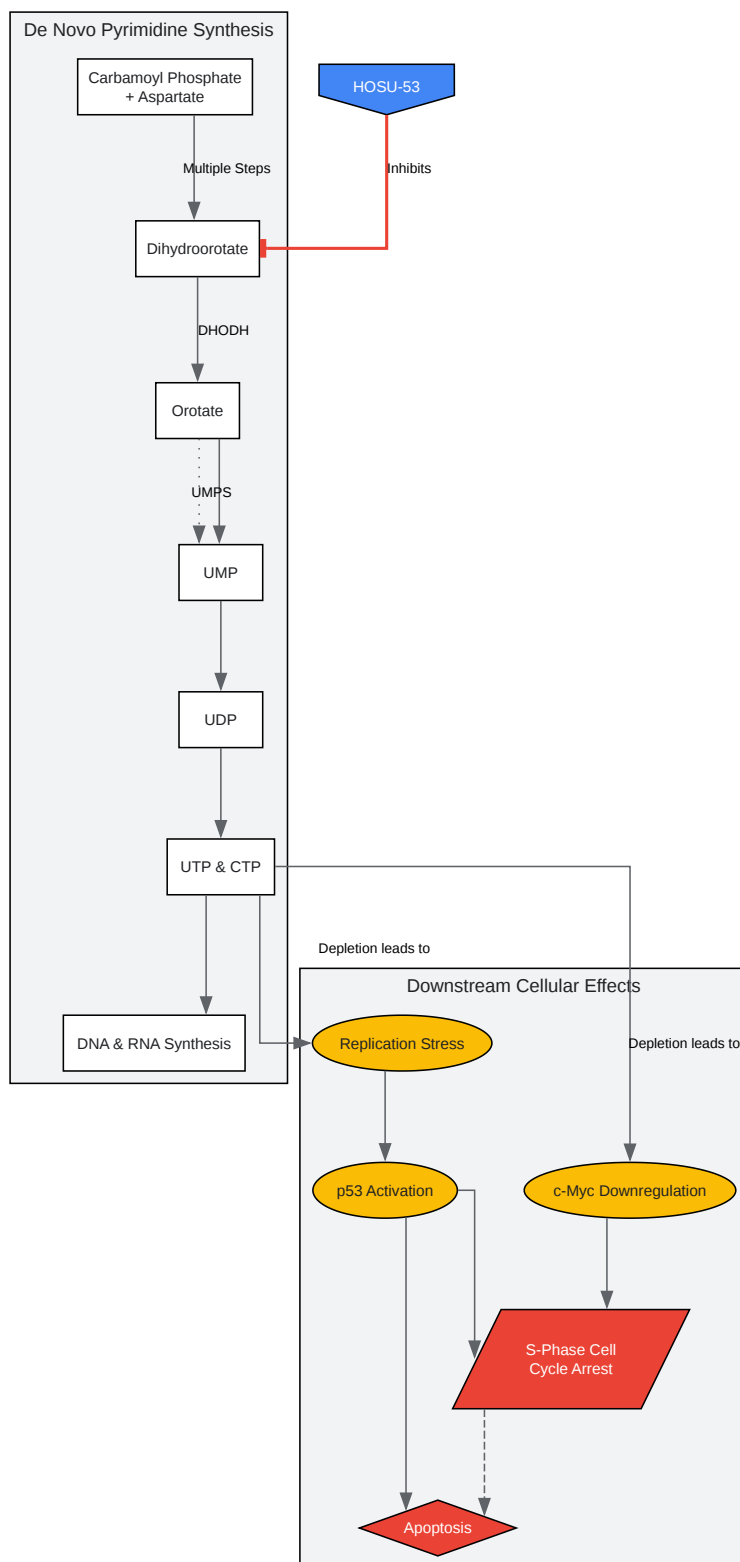 De Novo Pyrimidine Synthesis
Carbamoyl Phosphate
+ Aspartate
HOSU-53
Multiple Steps
Inhibits
Dihydroorotate
DHODH
Orotate
UMPS
UMP
UDP
UTP & CTP
Depletion leads to
Downstream Cellular Effects
DNA & RNA Synthesis
Replication Stress
Depletion leads to
p53 Activation
c-Myc Downregulation
S-Phase Cell
Cycle Arrest
Apoptosis